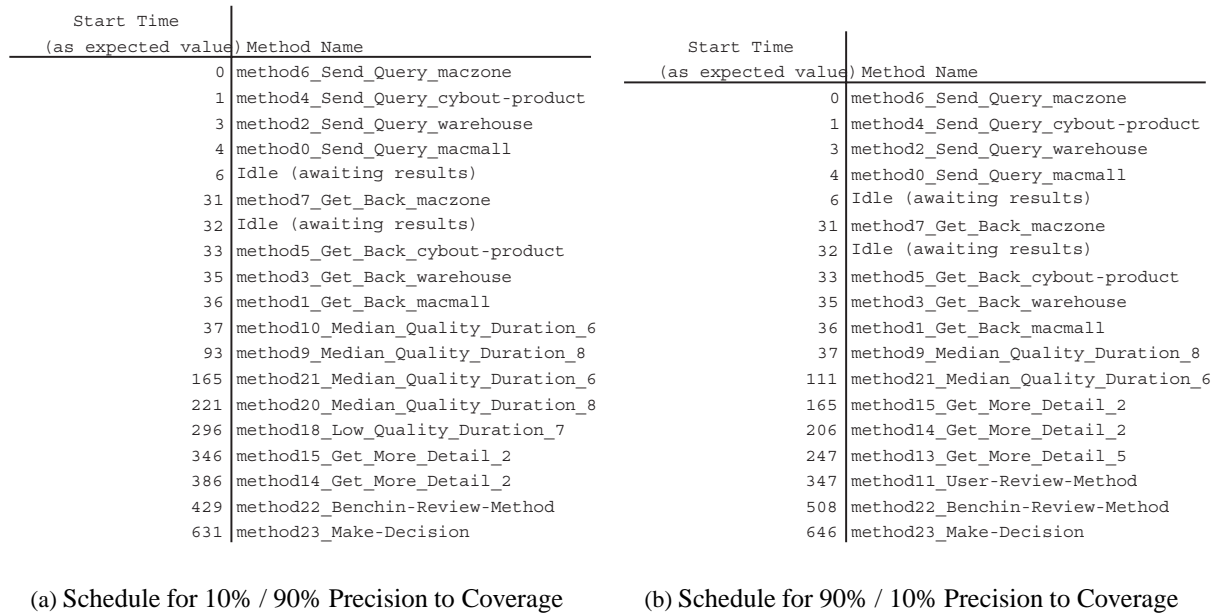 Start Time
(as expected value) Method Name
0 method6_Send_Query_maczone
1 method4_Send_Query_cybout-product
3 method2_Send_Query_warehouse
4 method0_Send_Query_macmall
6 Idle (awaiting results)
31 method7_Get_Back_maczone
32 Idle (awaiting results)
33 method5_Get_Back_cybout-product
35 method3_Get_Back_warehouse
36 method1_Get_Back_macmall
37 method10_Median_Quality_Duration_6
93 method9_Median_Quality_Duration_8
165 method21_Median_Quality_Duration_6
221 method20_Median_Quality_Duration_8
296 method18_Low_Quality_Duration_7
346 method15_Get_More_Detail_2
386 method14_Get_More_Detail_2
429 method22_Benchin-Review-Method
631 method23_Make-Decision
(a) Schedule for 10% / 90% Precision to Coverage
Start Time
(as expected value) Method Name
0 method6_Send_Query_maczone
1 method4_Send_Query_cybout-product
3 method2_Send_Query_warehouse
4 method0_Send_Query_macmall
6 Idle (awaiting results)
31 method7_Get_Back_maczone
32 Idle (awaiting results)
33 method5_Get_Back_cybout-product
35 method3_Get_Back_warehouse
36 method1_Get_Back_macmall
37 method9_Median_Quality_Duration_8
111 method21_Median_Quality_Duration_6
165 method15_Get_More_Detail_2
206 method14_Get_More_Detail_2
247 method13_Get_More_Detail_5
347 method11_User-Review-Method
508 method22_Benchin-Review-Method
646 method23_Make-Decision
(b) Schedule for 90% / 10% Precision to Coverage